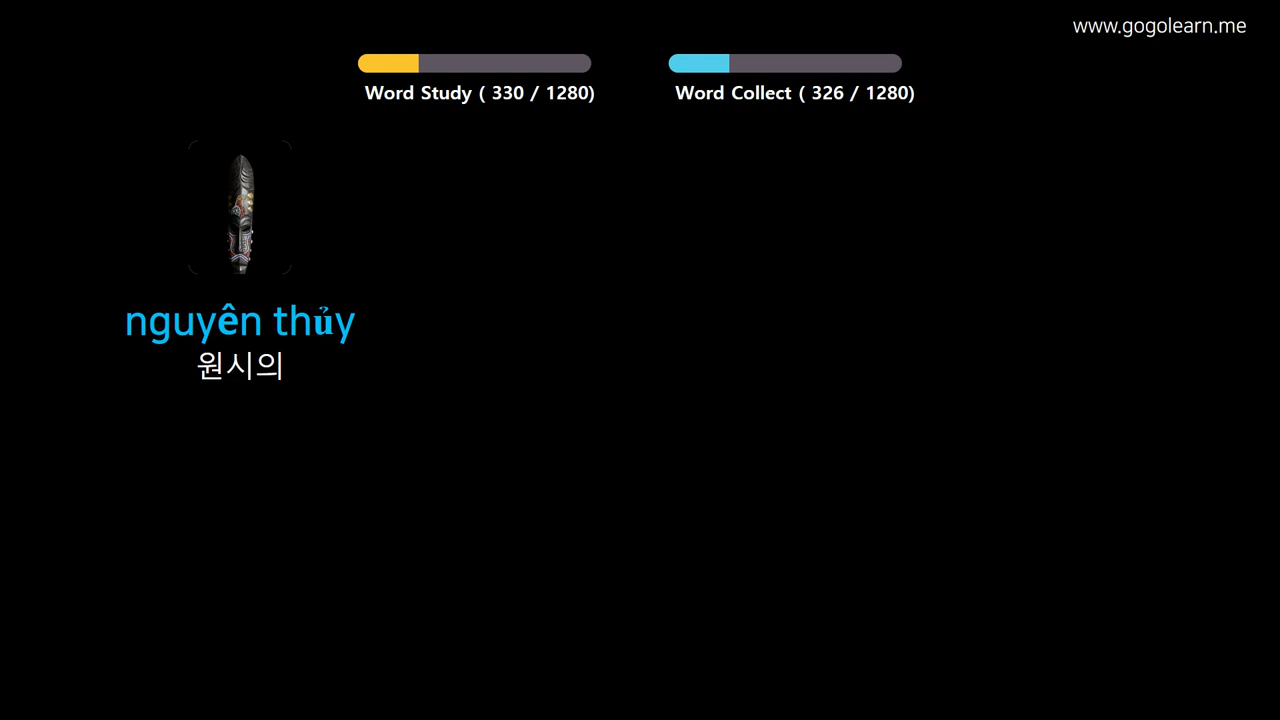 www.gogolearn.me
Word Study ( 330 / 1280)
Word Collect ( 326 / 1280)
nguyên thủy
원시의